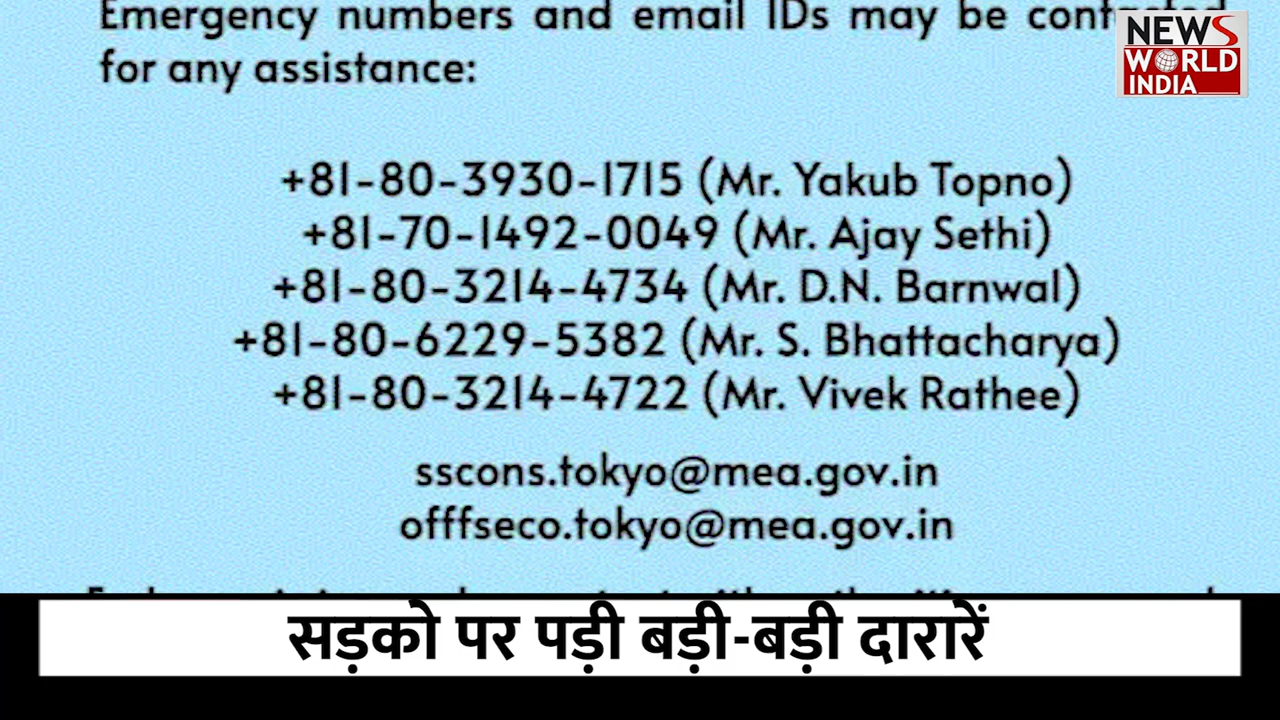 Emergency numbers and email IDs may be contacted
for any assistance:
NEWS
WORLD
INDIA
+81-80-3930-1715 (Mr. Yakub Topno)
+81-70-1492-0049 (Mr. Ajay Sethi)
+81-80-3214-4734 (Mr. D.N. Barnwal)
+81-80-6229-5382 (Mr. S. Bhattacharya)
+81-80-3214-4722 (Mr. Vivek Rathee)
sscons.tokyo@mea.gov.in
offfseco.tokyo@mea.gov.in
सड़को पर पड़ी बड़ी-बड़ी दारारें